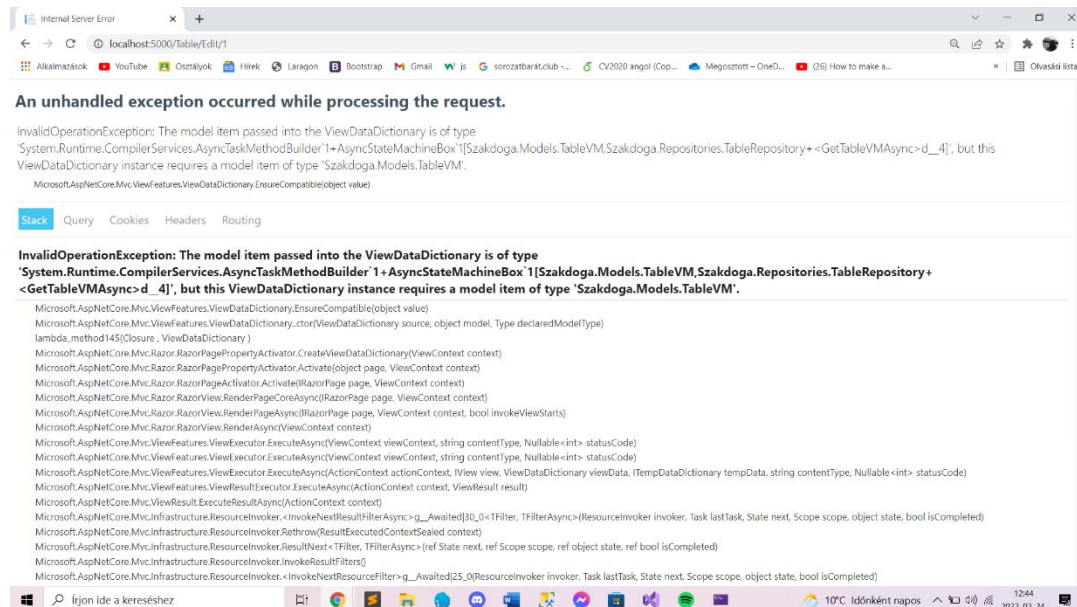 Internal Server Error
localhost:5000/Table/Edit/1
Alkalmazások YouTube Osztályok Hírek Laragon Bootstrap Gmail js sorozatbarát.club -... CV2020 angol (Cop... Megosztott – OneD... (26) How to make a... » Olvasási lista
An unhandled exception occurred while processing the request.
InvalidOperationException: The model item passed into the ViewDataDictionary is of type
'System.Runtime.CompilerServices.AsyncTaskMethodBuilder`1+AsyncStateMachineBox`1[Szakdoga.Models.TableVM,Szakdoga.Repositories.TableRepository+<GetTableVMAsync>d__4]', but this
ViewDataDictionary instance requires a model item of type 'Szakdoga.Models.TableVM'.
Microsoft.AspNetCore.Mvc.ViewFeatures.ViewDataDictionary.EnsureCompatible(object value)
Stack Query Cookies Headers Routing
InvalidOperationException: The model item passed into the ViewDataDictionary is of type
'System.Runtime.CompilerServices.AsyncTaskMethodBuilder`1+AsyncStateMachineBox`1[Szakdoga.Models.TableVM,Szakdoga.Repositories.TableRepository+
<GetTableVMAsync>d__4]', but this ViewDataDictionary instance requires a model item of type 'Szakdoga.Models.TableVM'.
Microsoft.AspNetCore.Mvc.ViewFeatures.ViewDataDictionary.EnsureCompatible(object value)
Microsoft.AspNetCore.Mvc.ViewFeatures.ViewDataDictionary..ctor(ViewDataDictionary source, object model, Type declaredModelType)
lambda_method145(Closure , ViewDataDictionary )
Microsoft.AspNetCore.Mvc.Razor.RazorPagePropertyActivator.CreateViewDataDictionary(ViewContext context)
Microsoft.AspNetCore.Mvc.Razor.RazorPagePropertyActivator.Activate(object page, ViewContext context)
Microsoft.AspNetCore.Mvc.Razor.RazorPageActivator.Activate(IRazorPage page, ViewContext context)
Microsoft.AspNetCore.Mvc.Razor.RazorView.RenderPageCoreAsync(IRazorPage page, ViewContext context)
Microsoft.AspNetCore.Mvc.Razor.RazorView.RenderPageAsync(IRazorPage page, ViewContext context, bool invokeViewStarts)
Microsoft.AspNetCore.Mvc.Razor.RazorView.RenderAsync(ViewContext context)
Microsoft.AspNetCore.Mvc.ViewFeatures.ViewExecutor.ExecuteAsync(ViewContext viewContext, string contentType, Nullable<int> statusCode)
Microsoft.AspNetCore.Mvc.ViewFeatures.ViewExecutor.ExecuteAsync(ViewContext viewContext, string contentType, Nullable<int> statusCode)
Microsoft.AspNetCore.Mvc.ViewFeatures.ViewExecutor.ExecuteAsync(ActionContext actionContext, IView view, ViewDataDictionary viewData, ITempDataDictionary tempData, string contentType, Nullable<int> statusCode)
Microsoft.AspNetCore.Mvc.ViewFeatures.ViewResultExecutor.ExecuteAsync(ActionContext context, ViewResult result)
Microsoft.AspNetCore.Mvc.ViewResult.ExecuteResultAsync(ActionContext context)
Microsoft.AspNetCore.Mvc.Infrastructure.ResourceInvoker.<InvokeNextResultFilterAsync>g__Awaited|30_0<TFilter, TFilterAsync>(ResourceInvoker invoker, Task lastTask, State next, Scope scope, object state, bool isCompleted)
Microsoft.AspNetCore.Mvc.Infrastructure.ResourceInvoker.Rethrow(ResultExecutedContextSealed context)
Microsoft.AspNetCore.Mvc.Infrastructure.ResourceInvoker.ResultNext<TFilter, TFilterAsync>(ref State next, ref Scope scope, ref object state, ref bool isCompleted)
Microsoft.AspNetCore.Mvc.Infrastructure.ResourceInvoker.InvokeResultFilters()
Microsoft.AspNetCore.Mvc.Infrastructure.ResourceInvoker.<InvokeNextResourceFilter>g__Awaited|25_0(ResourceInvoker invoker, Task lastTask, State next, Scope scope, object state, bool isCompleted)
Írjon ide a kereséshez
10°C Időnként napos
12:44
2022. 02. 24.